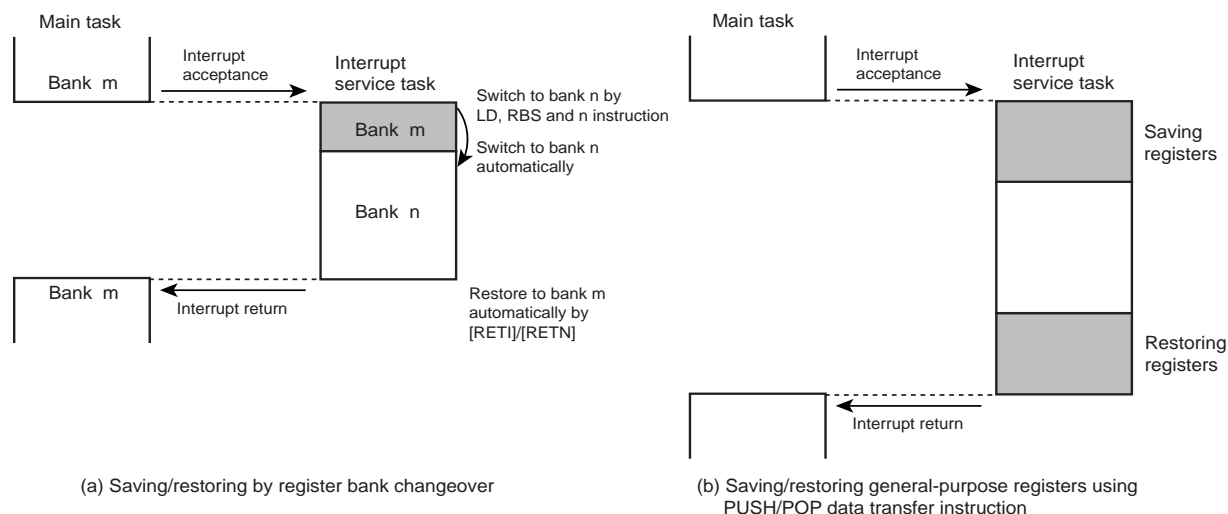 Main task
Bank m
Interrupt
acceptance
Interrupt
service task
Bank m
Switch to bank n by
LD, RBS and n instruction
Switch to bank n
automatically
Bank n
Bank m
Interrupt return
Restore to bank m
automatically by
[RETI]/[RETN]
(a) Saving/restoring by register bank changeover
Main task
Interrupt
acceptance
Interrupt
service task
Saving
registers
Restoring
registers
Interrupt return
(b) Saving/restoring general-purpose registers using
PUSH/POP data transfer instruction